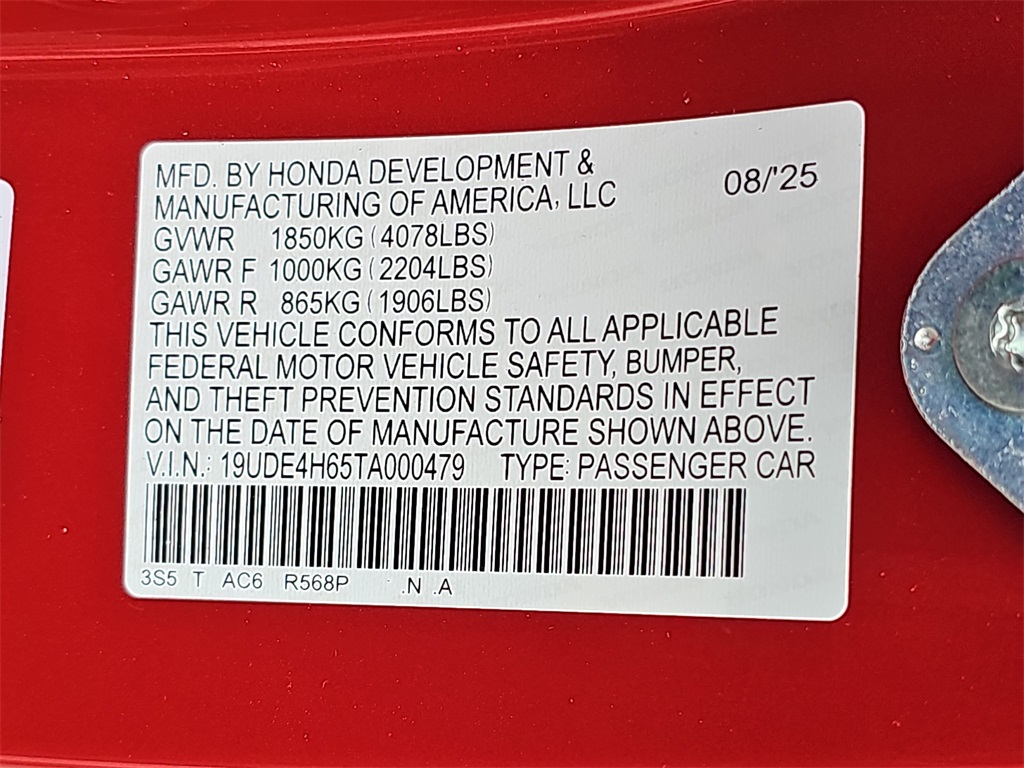 MFD. BY HONDA DEVELOPMENT &
MANUFACTURING OF AMERICA, LLC
08/'25
GVWR 1850KG (4078LBS)
GAWR F 1000KG (2204LBS)
GAWR R 865KG (1906LBS)
THIS VEHICLE CONFORMS TO ALL APPLICABLE
FEDERAL MOTOR VEHICLE SAFETY, BUMPER,
AND THEFT PREVENTION STANDARDS IN EFFECT
ON THE DATE OF MANUFACTURE SHOWN ABOVE.
V.I.N.: 19UDE4H65TA000479 TYPE: PASSENGER CAR
3S5 T AC6 R568P .N .A